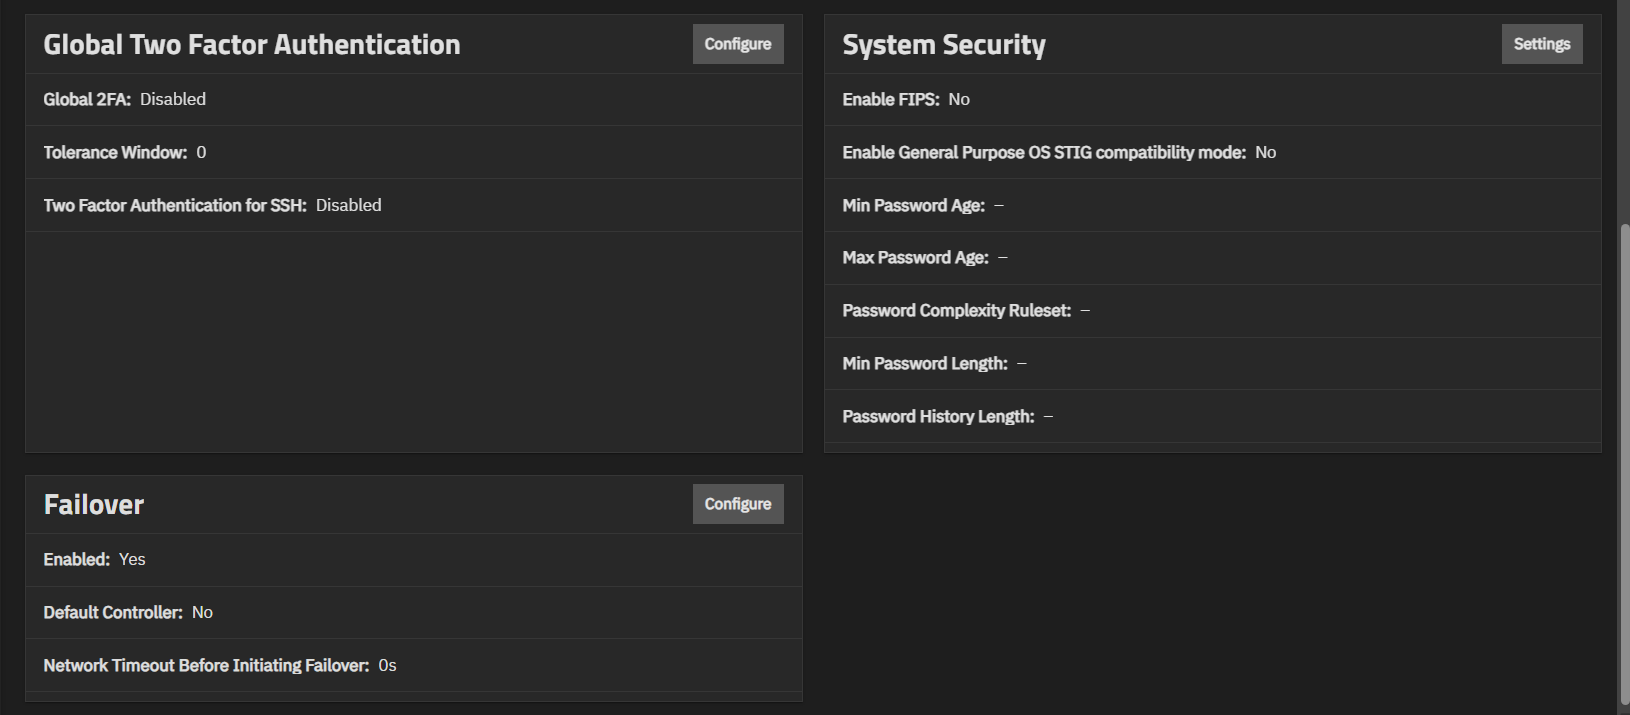 Global Two Factor Authentication
Configure
Global 2FA: Disabled
Tolerance Window: 0
Two Factor Authentication for SSH: Disabled
System Security
Settings
Enable FIPS: No
Enable General Purpose OS STIG compatibility mode: No
Min Password Age: –
Max Password Age: –
Password Complexity Ruleset: –
Min Password Length: –
Password History Length: –
Failover
Configure
Enabled: Yes
Default Controller: No
Network Timeout Before Initiating Failover: 0s